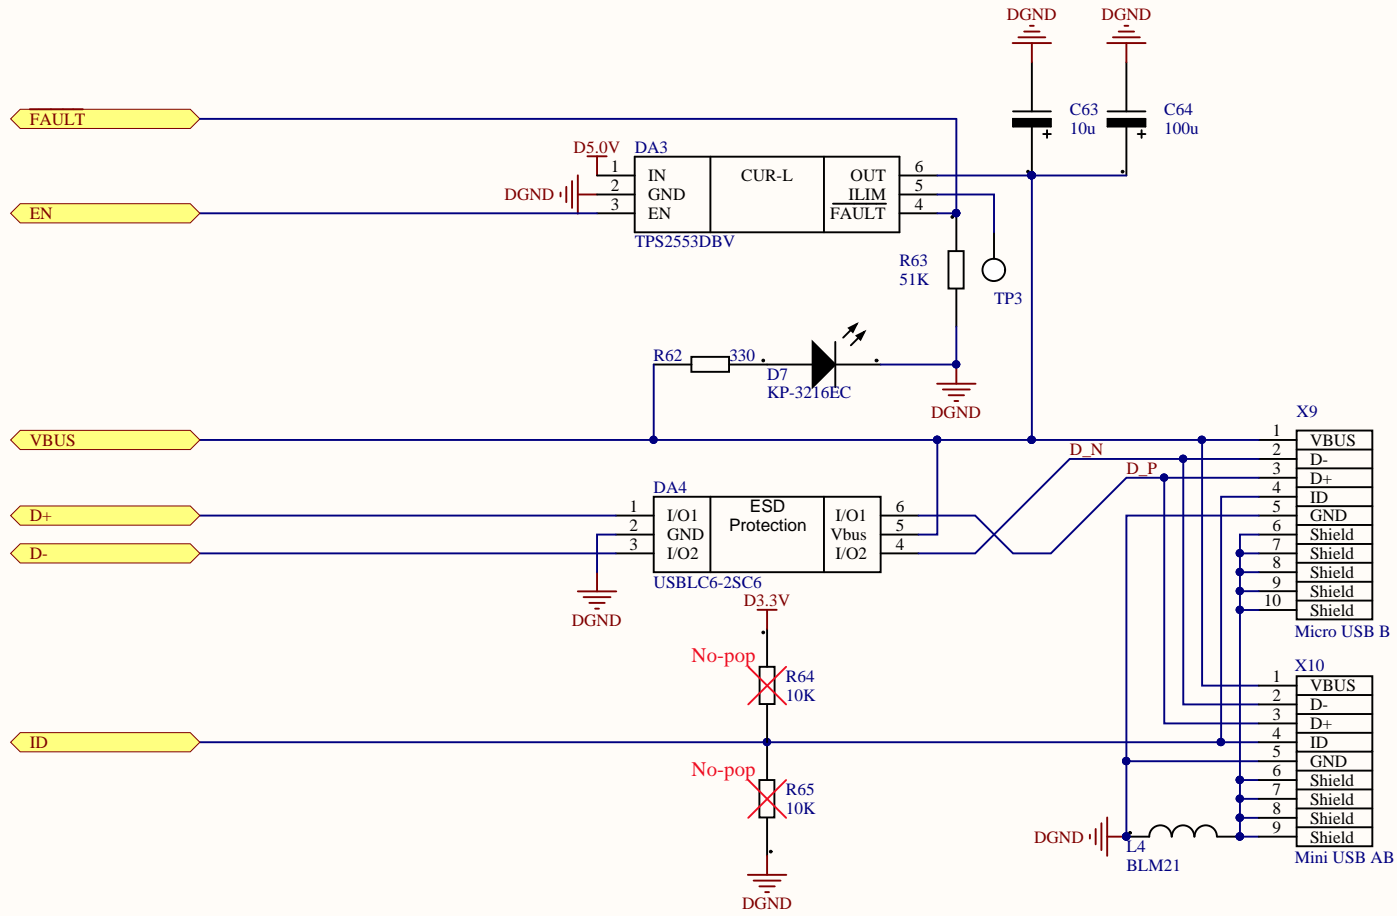 DGND DGND
C63 C64
10u 100u
FAULT
D5.0V DA3
1 IN CUR-L OUT 6
DGND 2 GND ILIM 5
EN 3 EN FAULT 4
TPS2553DBV
R63
51K
TP3
R62 330
D7
KP-3216EC
DGND
X9
VBUS 1 VBUS
D_N 2 D-
D_P 3 D+
4 ID
5 GND
6 Shield
7 Shield
8 Shield
9 Shield
10 Shield
Micro USB B
DA4
D+ 1 I/O1 ESD I/O1 6
2 GND Protection Vbus 5
D- 3 I/O2 I/O2 4
USBLC6-2SC6
DGND
D3.3V
No-pop
R64
10K
ID
No-pop
R65
10K
DGND
X10
1 VBUS
2 D-
3 D+
4 ID
5 GND
6 Shield
7 Shield
8 Shield
9 Shield
Mini USB AB
DGND
L4
BLM21